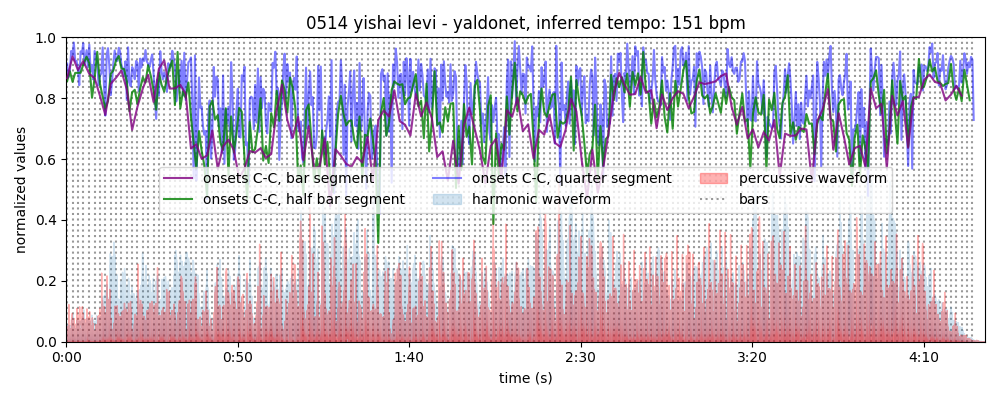 0514 yishai levi - yaldonet, inferred tempo: 151 bpm
normalized values
1.0
0.8
0.6
0.4
0.2
0.0
onsets C-C, bar segment
onsets C-C, half bar segment
onsets C-C, quarter segment
harmonic waveform
percussive waveform
bars
0:00 0:50 1:40 2:30 3:20 4:10
time (s)